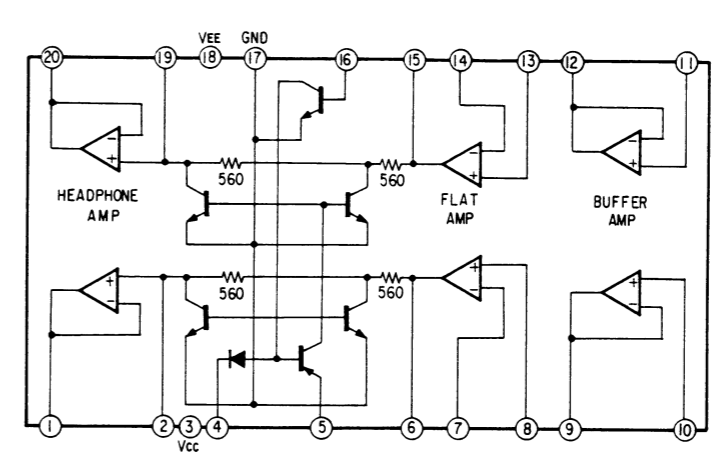 VEE GND
20 19 18 17 16 15 14 13 12 11
− − −
+ + +
560 560
HEADPHONE
AMP
FLAT
AMP
BUFFER
AMP
+ + +
− − −
560 560
1 2 3 4 5 6 7 8 9 10
Vcc